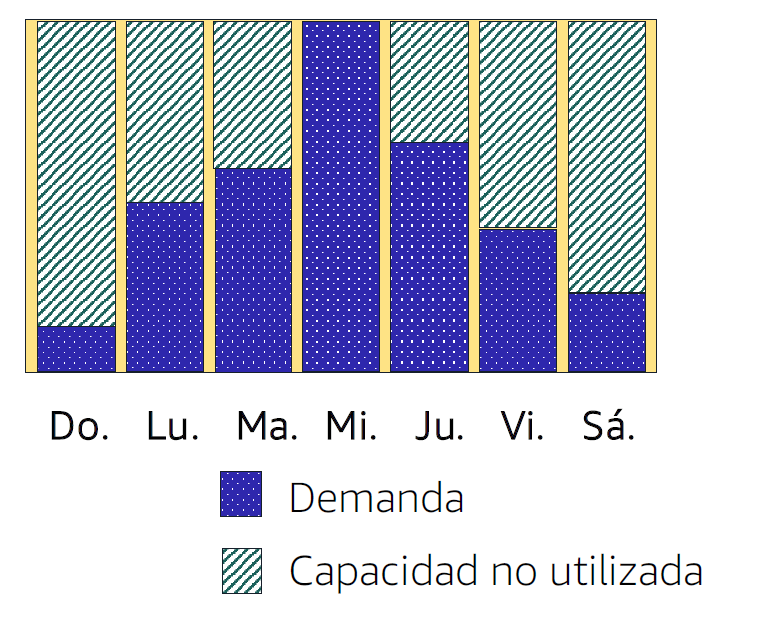 Do. Lu. Ma. Mi. Ju. Vi. Sá.
Demanda
Capacidad no utilizada